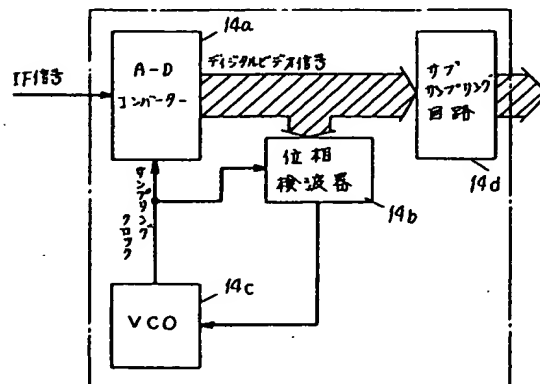 14a
A-D
コンバーター
IF信号
ディジタルビデオ信号
サブ
サンプリング
回路
14d
位相
検波器
14b
サンプリング
クロック
14c
VCO